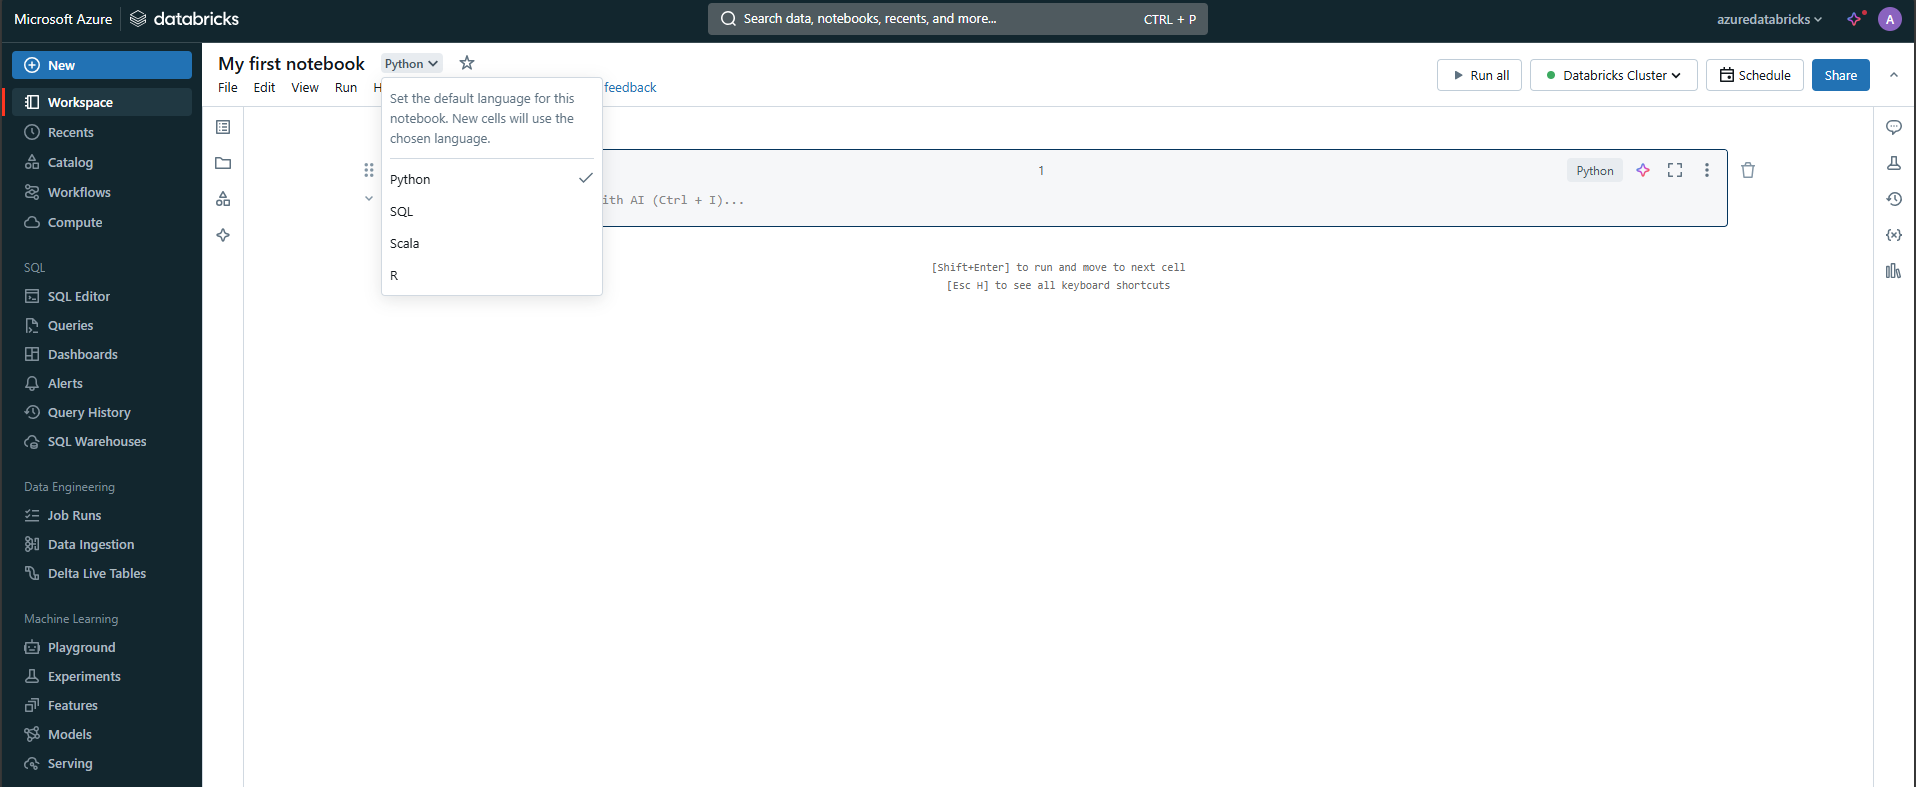 Microsoft Azure databricks
Search data, notebooks, recents, and more... CTRL + P
azuredatabricks
A
New
Workspace
Recents
Catalog
Workflows
Compute
SQL
SQL Editor
Queries
Dashboards
Alerts
Query History
SQL Warehouses
Data Engineering
Job Runs
Data Ingestion
Delta Live Tables
Machine Learning
Playground
Experiments
Features
Models
Serving
My first notebook Python
File Edit View Run H feedback
Run all Databricks Cluster Schedule Share
Set the default language for this
notebook. New cells will use the
chosen language.
Python
SQL
Scala
R
1 Python
AI (Ctrl + I)...
[Shift+Enter] to run and move to next cell
[Esc H] to see all keyboard shortcuts